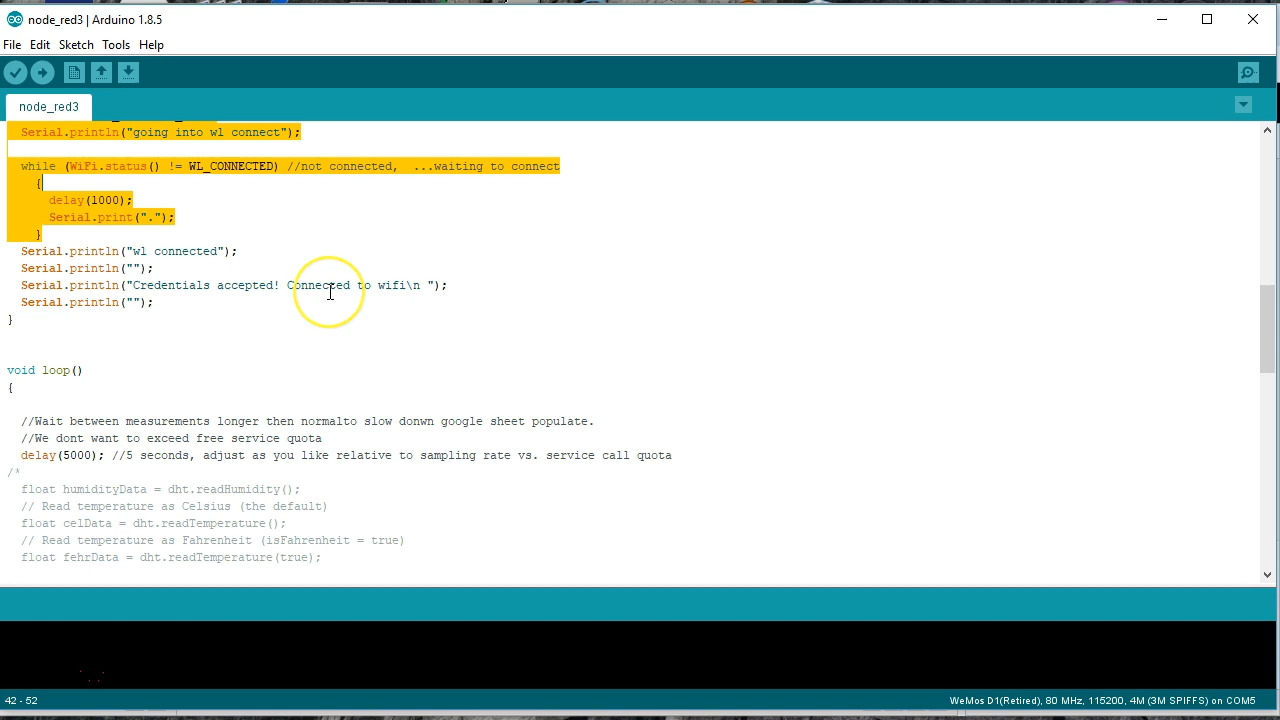 node_red3 | Arduino 1.8.5
File Edit Sketch Tools Help
node_red3
Serial.println("going into wl connect");
while (WiFi.status() != WL_CONNECTED) //not connected,  ...waiting to connect
{
delay(1000);
Serial.print(".");
}
Serial.println("wl connected");
Serial.println("");
Serial.println("Credentials accepted! Connected to wifi\n ");
Serial.println("");
}
void loop()
{
//Wait between measurements longer then normalto slow donwn google sheet populate.
//We dont want to exceed free service quota
delay(5000); //5 seconds, adjust as you like relative to sampling rate vs. service call quota
/*
float humidityData = dht.readHumidity();
// Read temperature as Celsius (the default)
float celData = dht.readTemperature();
// Read temperature as Fahrenheit (isFahrenheit = true)
float fehrData = dht.readTemperature(true);
42 - 52
WeMos D1(Retired), 80 MHz, 115200, 4M (3M SPIFFS) on COM5